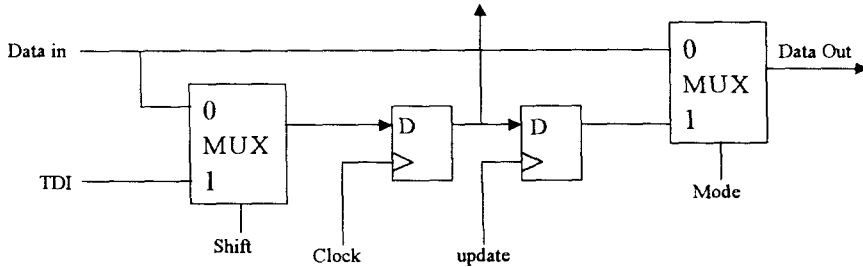 Data in
0
MUX
1
TDI
Shift
D
Clock
D
update
0
MUX
1
Mode
Data Out